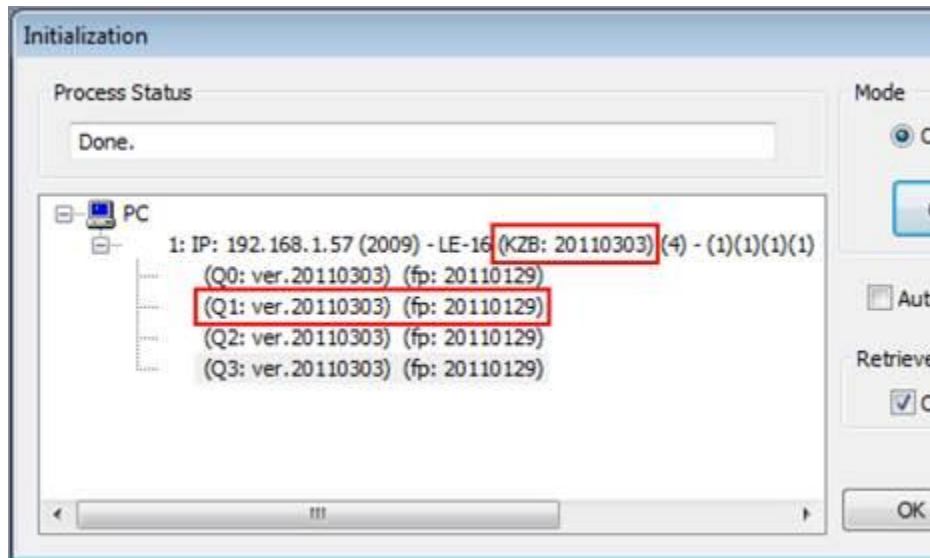 Initialization
Process Status
Done.
PC
1: IP: 192.168.1.57 (2009) - LE-16 (KZB: 20110303) (4) - (1)(1)(1)(1)
(Q0: ver.20110303) (fp: 20110129)
(Q1: ver.20110303) (fp: 20110129)
(Q2: ver.20110303) (fp: 20110129)
(Q3: ver.20110303) (fp: 20110129)
Mode
Aut
Retrieve
OK